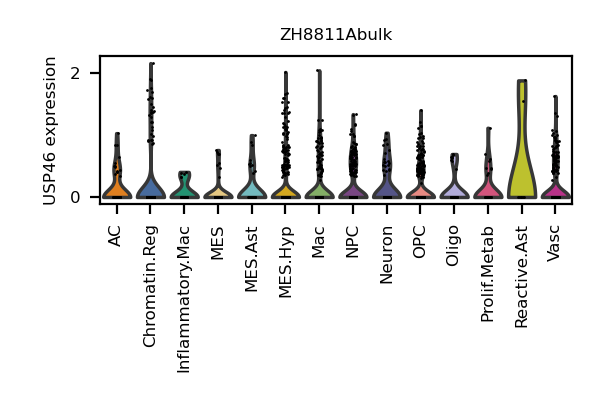 ZH8811Abulk
USP46 expression
2
0
AC
Chromatin.Reg
Inflammatory.Mac
MES
MES.Ast
MES.Hyp
Mac
NPC
Neuron
OPC
Oligo
Prolif.Metab
Reactive.Ast
Vasc